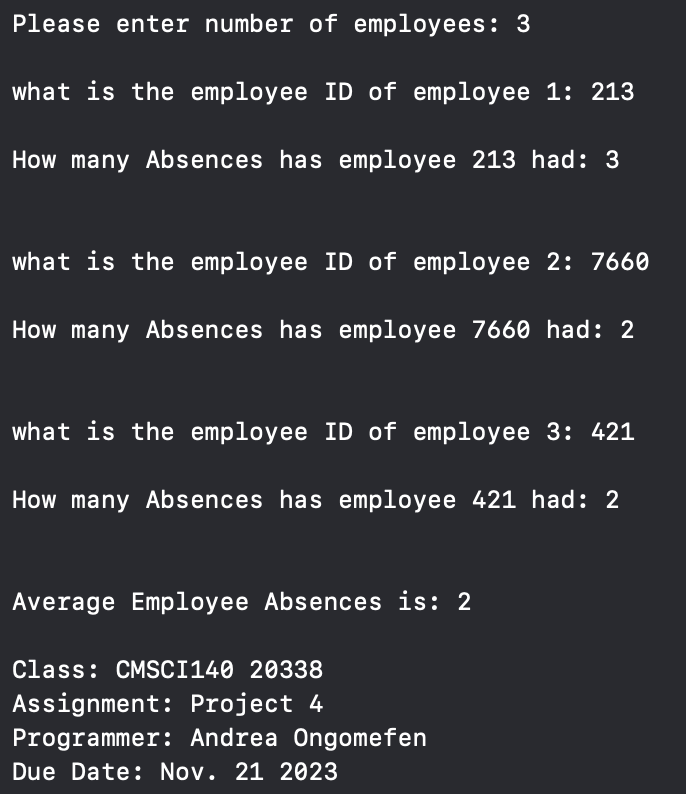 Please enter number of employees: 3
what is the employee ID of employee 1: 213
How many Absences has employee 213 had: 3
what is the employee ID of employee 2: 7660
How many Absences has employee 7660 had: 2
what is the employee ID of employee 3: 421
How many Absences has employee 421 had: 2
Average Employee Absences is: 2
Class: CMSCI140 20338
Assignment: Project 4
Programmer: Andrea Ongomefen
Due Date: Nov. 21 2023